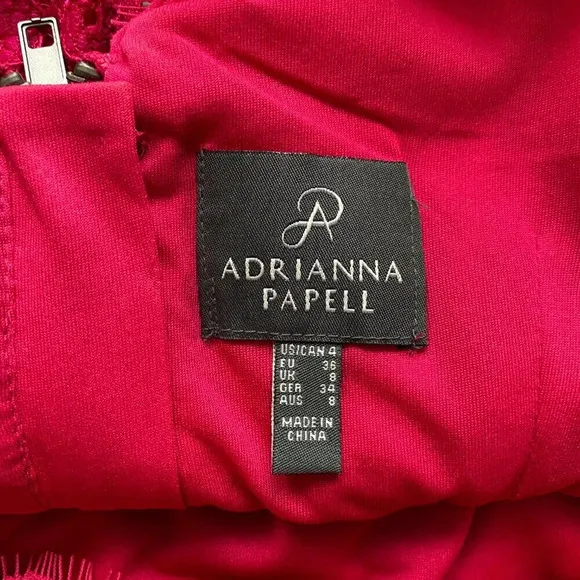 ADRIANNA
PAPELL
US/CAN 4
EU 36
UK 8
GER 34
AUS 8
MADE IN
CHINA